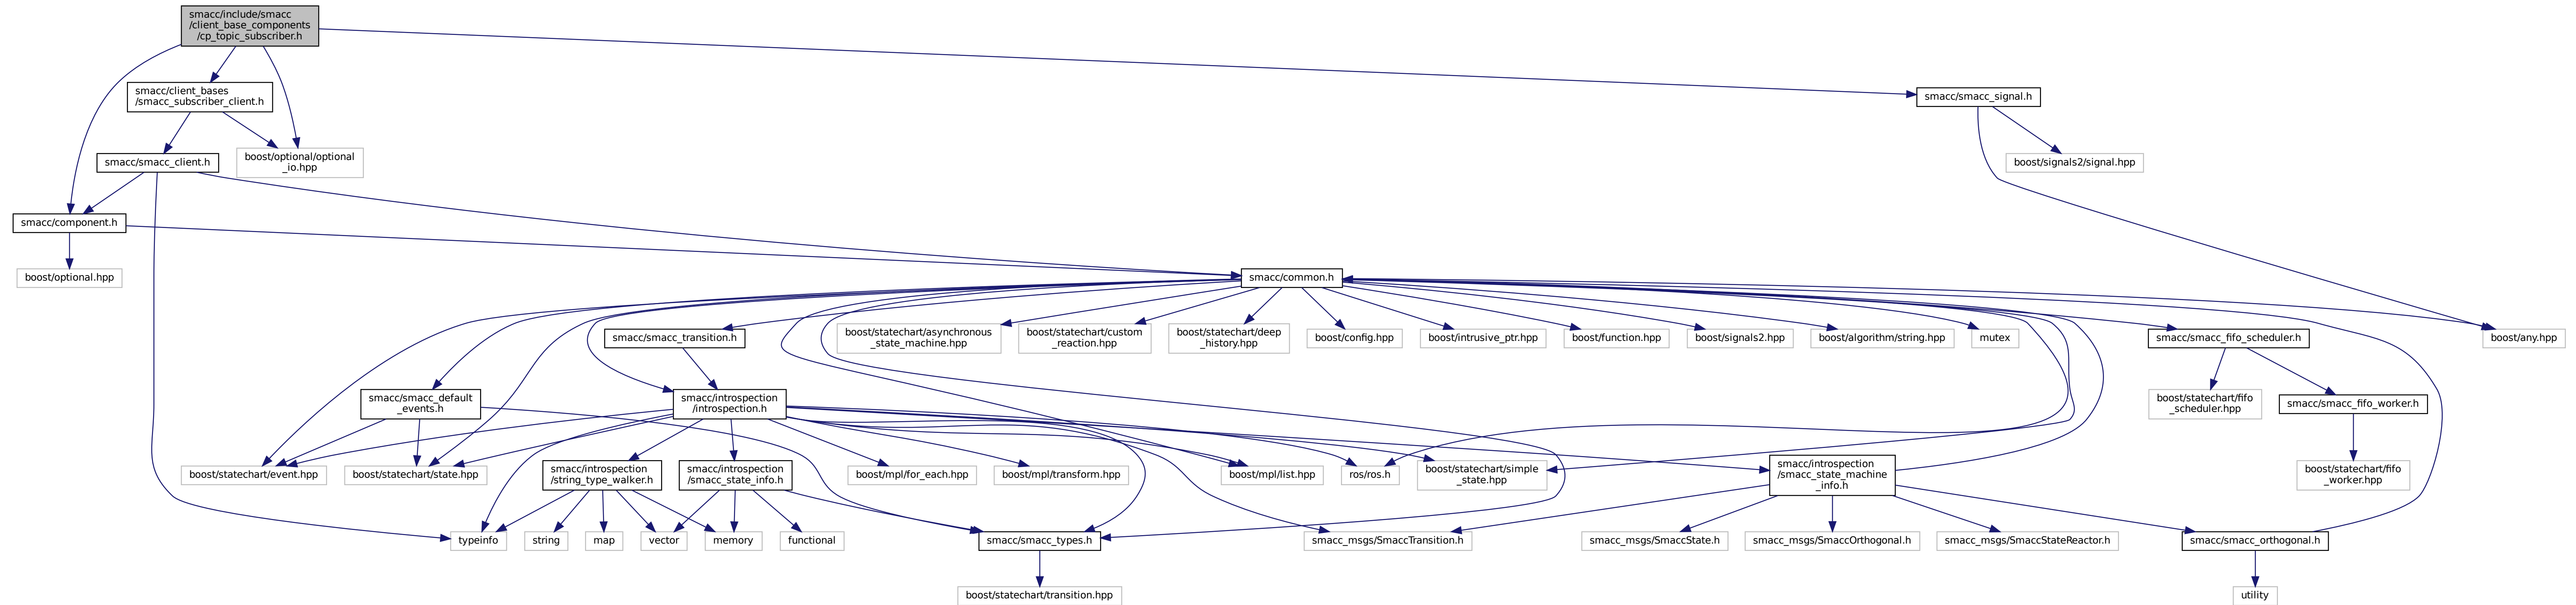 smacc/include/smacc
/client_base_components
/cp_topic_subscriber.h
smacc/client_bases
/smacc_subscriber_client.h
smacc/smacc_signal.h
smacc/smacc_client.h
boost/optional/optional
_io.hpp
boost/signals2/signal.hpp
smacc/component.h
boost/optional.hpp
smacc/common.h
smacc/smacc_transition.h
boost/statechart/asynchronous
_state_machine.hpp
boost/statechart/custom
_reaction.hpp
boost/statechart/deep
_history.hpp
boost/config.hpp
boost/intrusive_ptr.hpp
boost/function.hpp
boost/signals2.hpp
boost/algorithm/string.hpp
mutex
smacc/smacc_fifo_scheduler.h
boost/any.hpp
smacc/smacc_default
_events.h
smacc/introspection
/introspection.h
boost/statechart/fifo
_scheduler.hpp
smacc/smacc_fifo_worker.h
boost/statechart/event.hpp
boost/statechart/state.hpp
smacc/introspection
/string_type_walker.h
smacc/introspection
/smacc_state_info.h
boost/mpl/for_each.hpp
boost/mpl/transform.hpp
boost/mpl/list.hpp
ros/ros.h
boost/statechart/simple
_state.hpp
smacc/introspection
/smacc_state_machine
_info.h
boost/statechart/fifo
_worker.hpp
typeinfo
string
map
vector
memory
functional
smacc/smacc_types.h
smacc_msgs/SmaccTransition.h
smacc_msgs/SmaccState.h
smacc_msgs/SmaccOrthogonal.h
smacc_msgs/SmaccStateReactor.h
smacc/smacc_orthogonal.h
boost/statechart/transition.hpp
utility